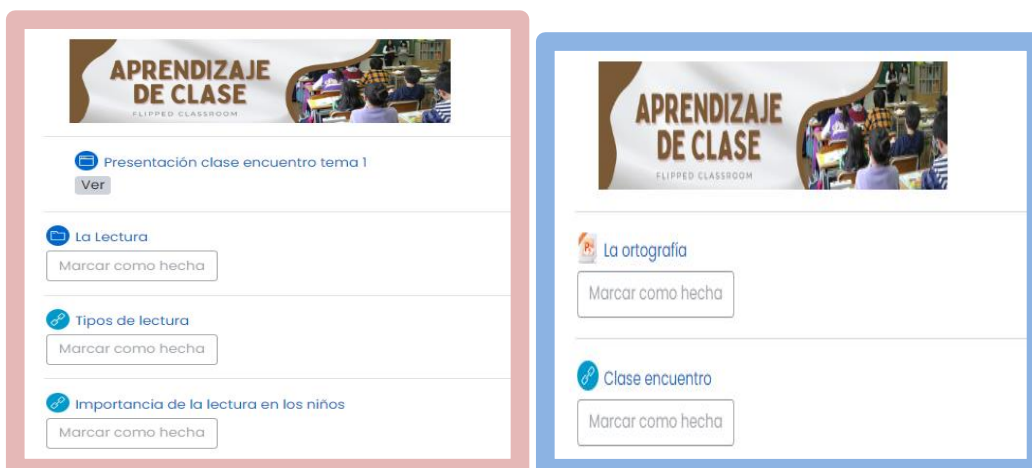 APRENDIZAJE
DE CLASE
FLIPPED CLASSROOM
Presentación clase encuentro tema 1
Ver
La Lectura
Marcar como hecha
Tipos de lectura
Marcar como hecha
Importancia de la lectura en los niños
Marcar como hecha
APRENDIZAJE
DE CLASE
FLIPPED CLASSROOM
La ortografía
Marcar como hecha
Clase encuentro
Marcar como hecha